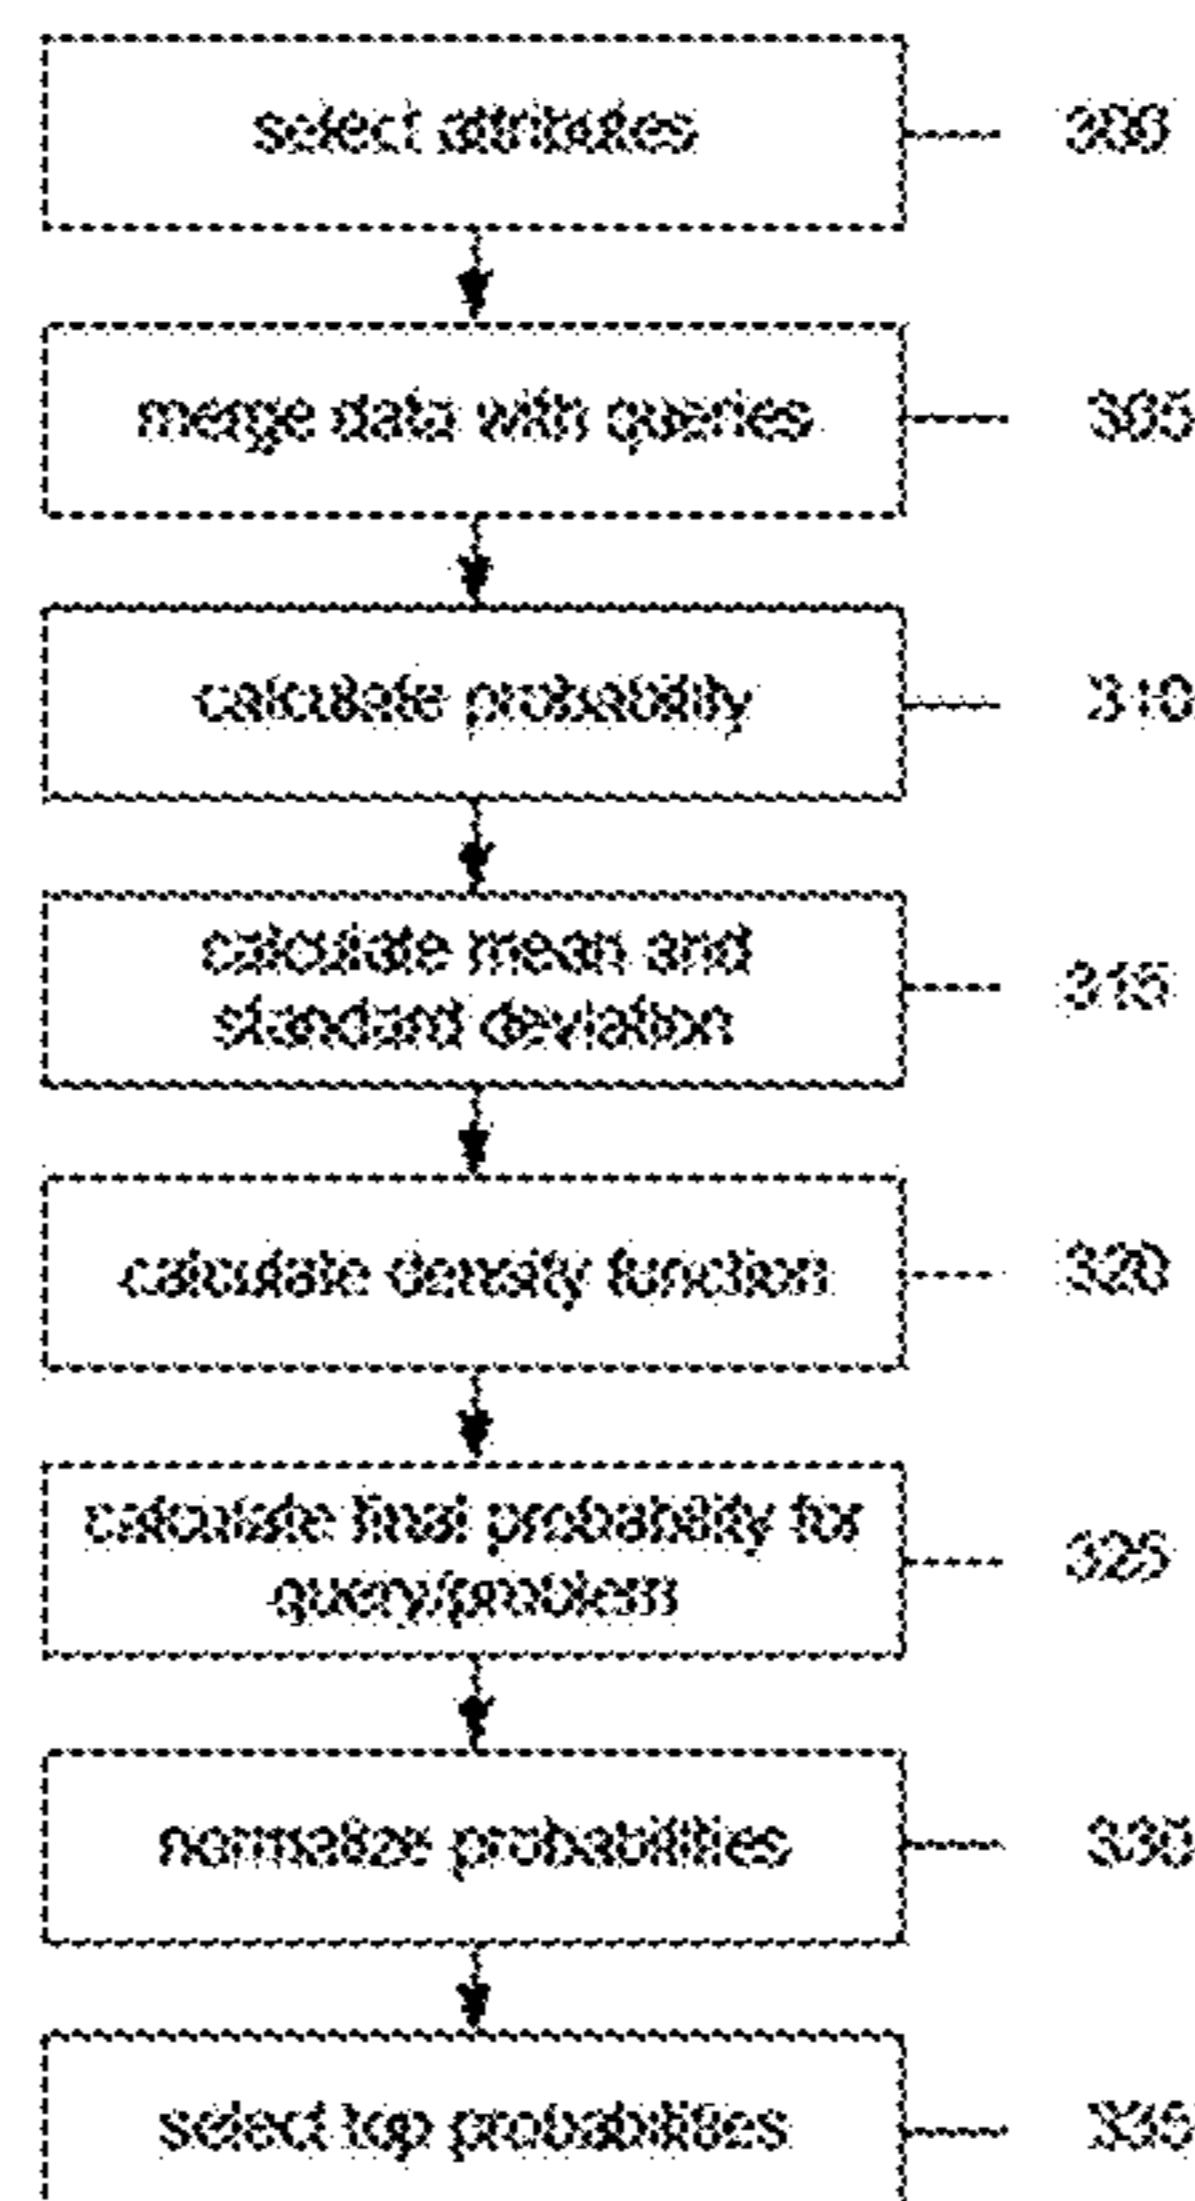 select attributes
300
merge data with queries
305
calculate probability
310
calculate mean and
standard deviation
315
calculate density function
320
calculate final probability for
query/problem
325
normalize probabilities
330
select top probabilities
335